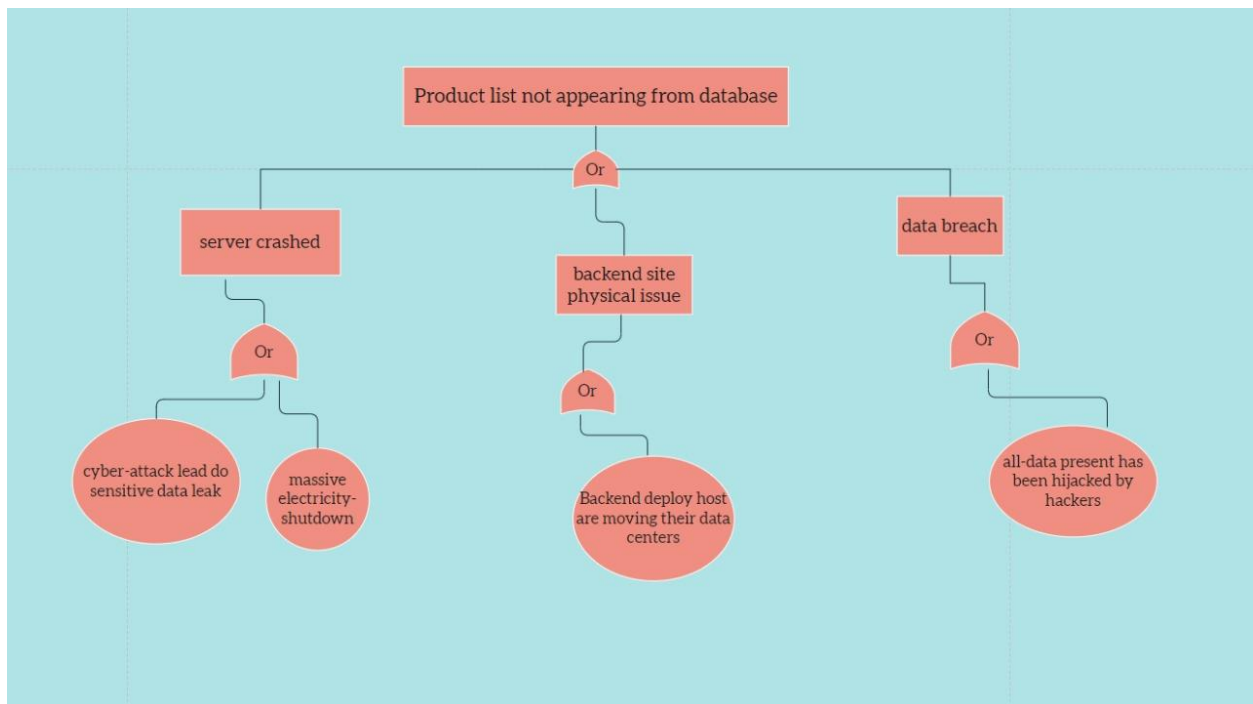 Product list not appearing from database
Or
server crashed
backend site
physical issue
data breach
Or
Or
Or
cyber-attack lead do
sensitive data leak
massive
electricity-
shutdown
Backend deploy host
are moving their data
centers
all-data present has
been hijacked by
hackers